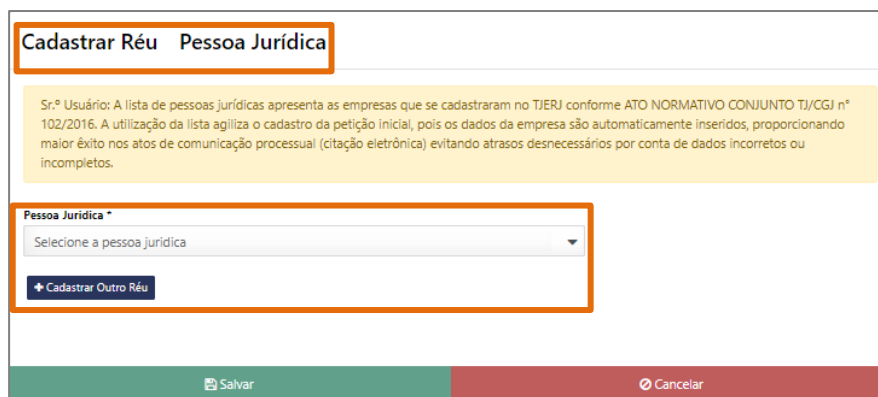 Cadastrar Réu Pessoa Jurídica
Sr.º Usuário: A lista de pessoas jurídicas apresenta as empresas que se cadastraram no TJERJ conforme ATO NORMATIVO CONJUNTO TJ/CGJ nº
102/2016. A utilização da lista agiliza o cadastro da petição inicial, pois os dados da empresa são automaticamente inseridos, proporcionando
maior êxito nos atos de comunicação processual (citação eletrônica) evitando atrasos desnecessários por conta de dados incorretos ou
incompletos.
Pessoa Juridica *
Selecione a pessoa juridica
+ Cadastrar Outro Réu
Salvar
Cancelar